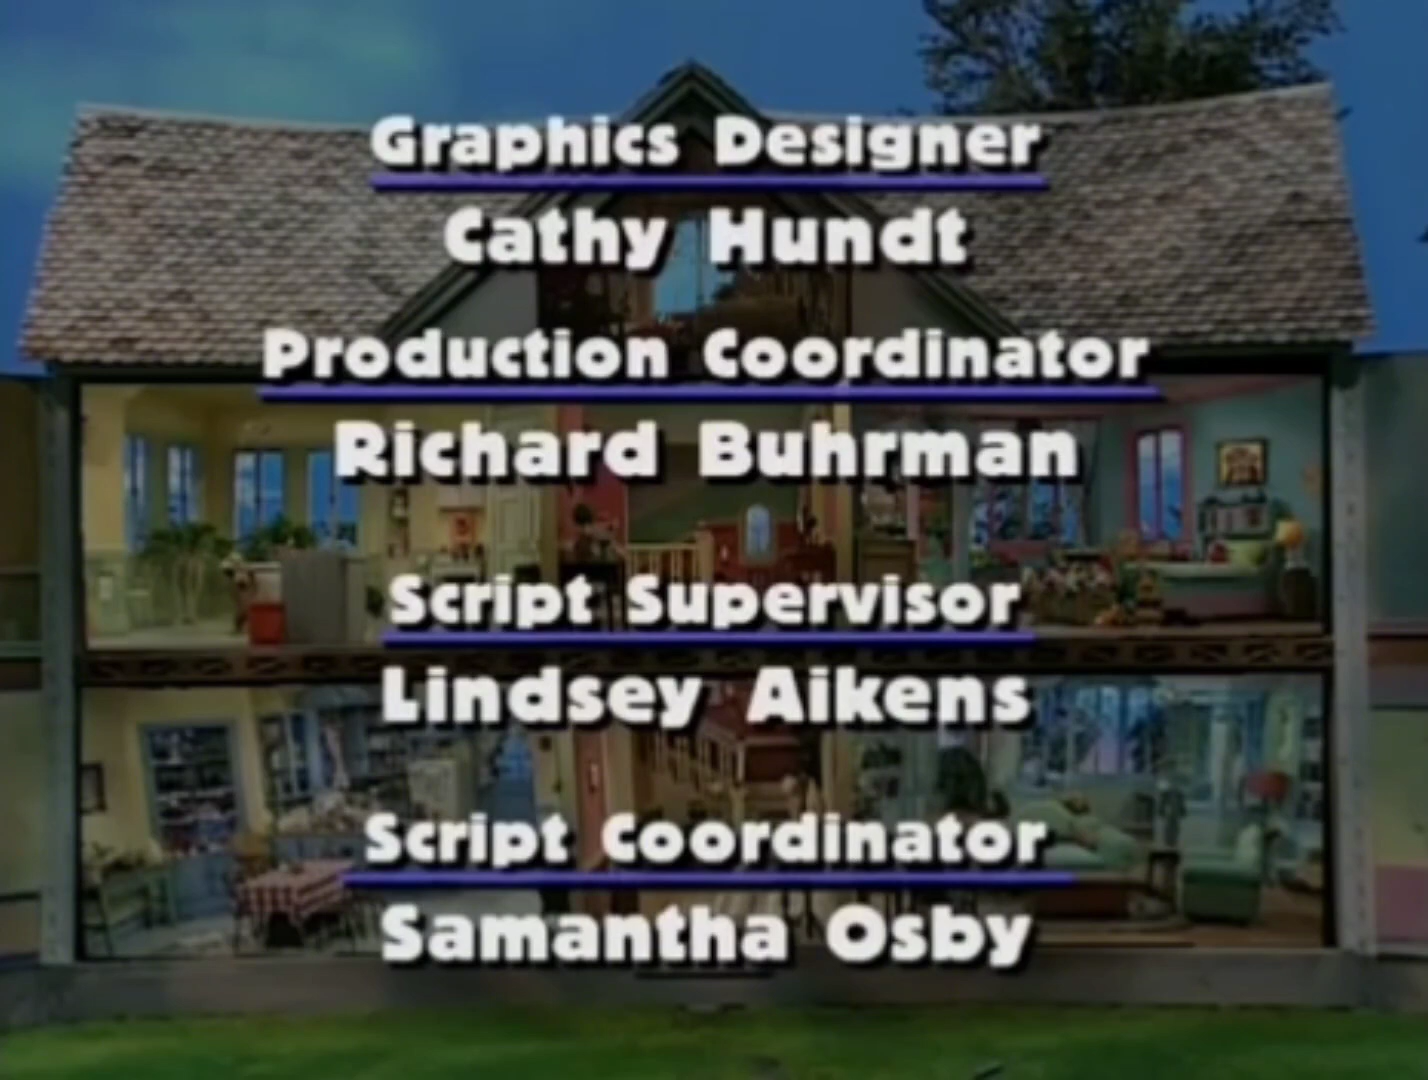 Graphics Designer
Cathy Hundt
Production Coordinator
Richard Buhrman
Script Supervisor
Lindsey Aikens
Script Coordinator
Samantha Osby